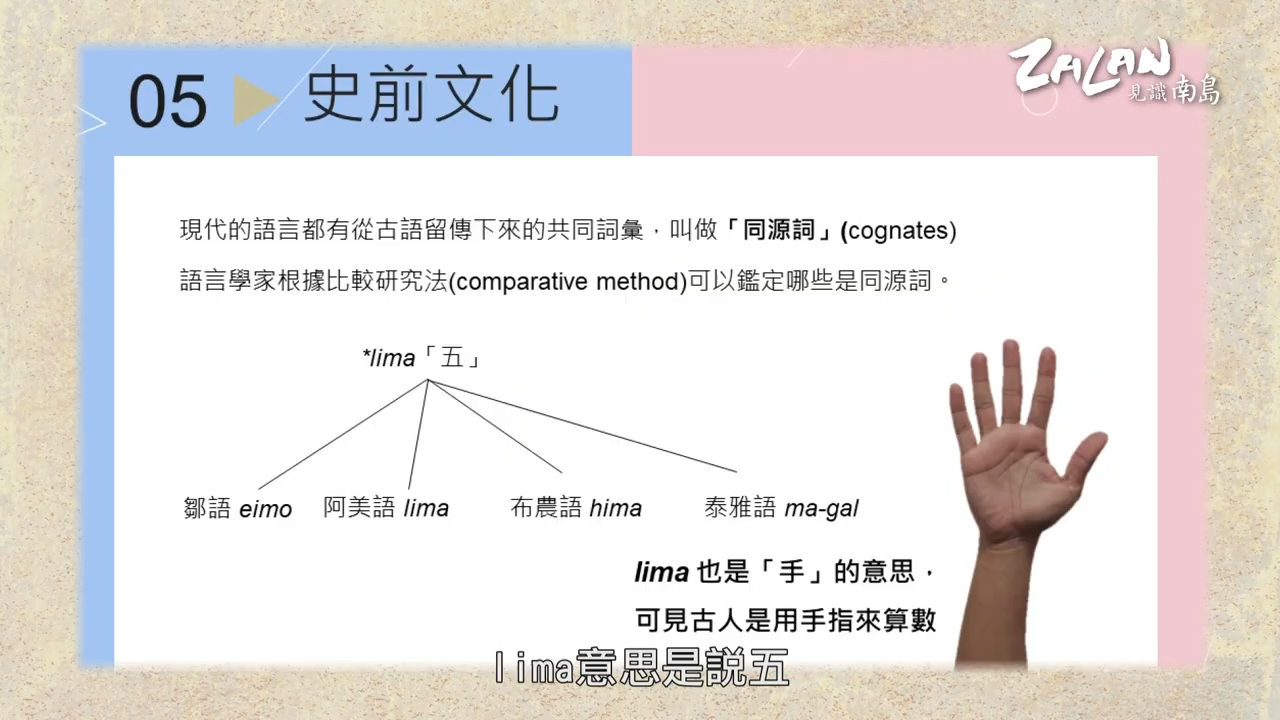 05 史前文化
ZALAN
見識南島
現代的語言都有從古語留傳下來的共同詞彙，叫做「同源詞」(cognates)
語言學家根據比較研究法(comparative method)可以鑑定哪些是同源詞。
*lima「五」
鄒語 eimo 阿美語 lima 布農語 hima 泰雅語 ma-gal
lima 也是「手」的意思，
可見古人是用手指來算數
lima意思是說五